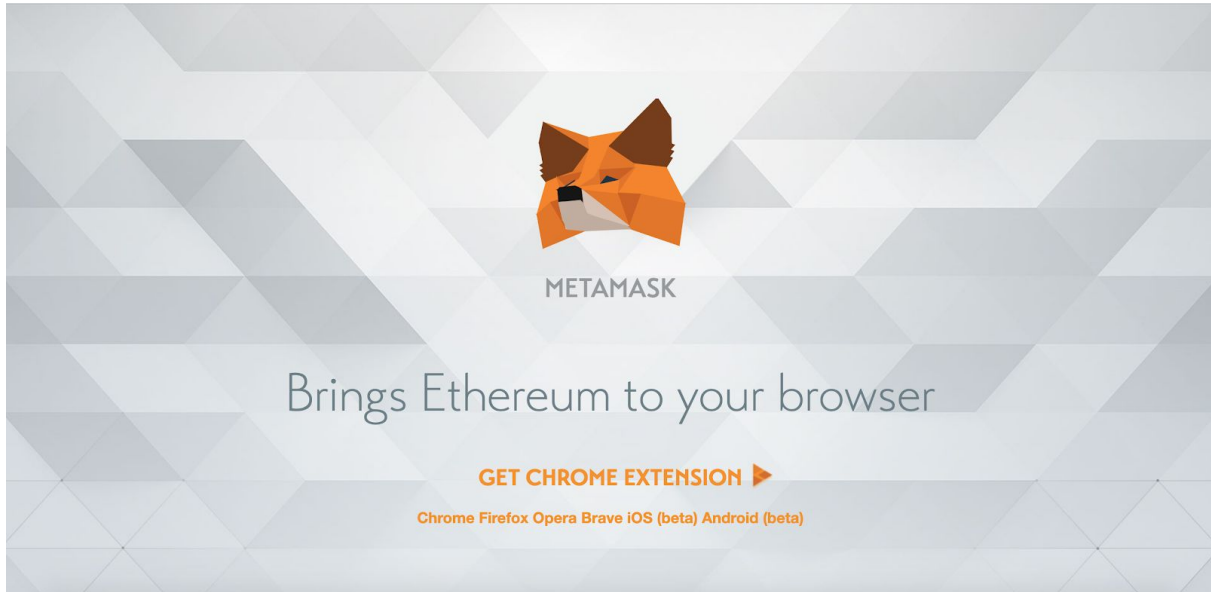 METAMASK
Brings Ethereum to your browser
GET CHROME EXTENSION
Chrome Firefox Opera Brave iOS (beta) Android (beta)